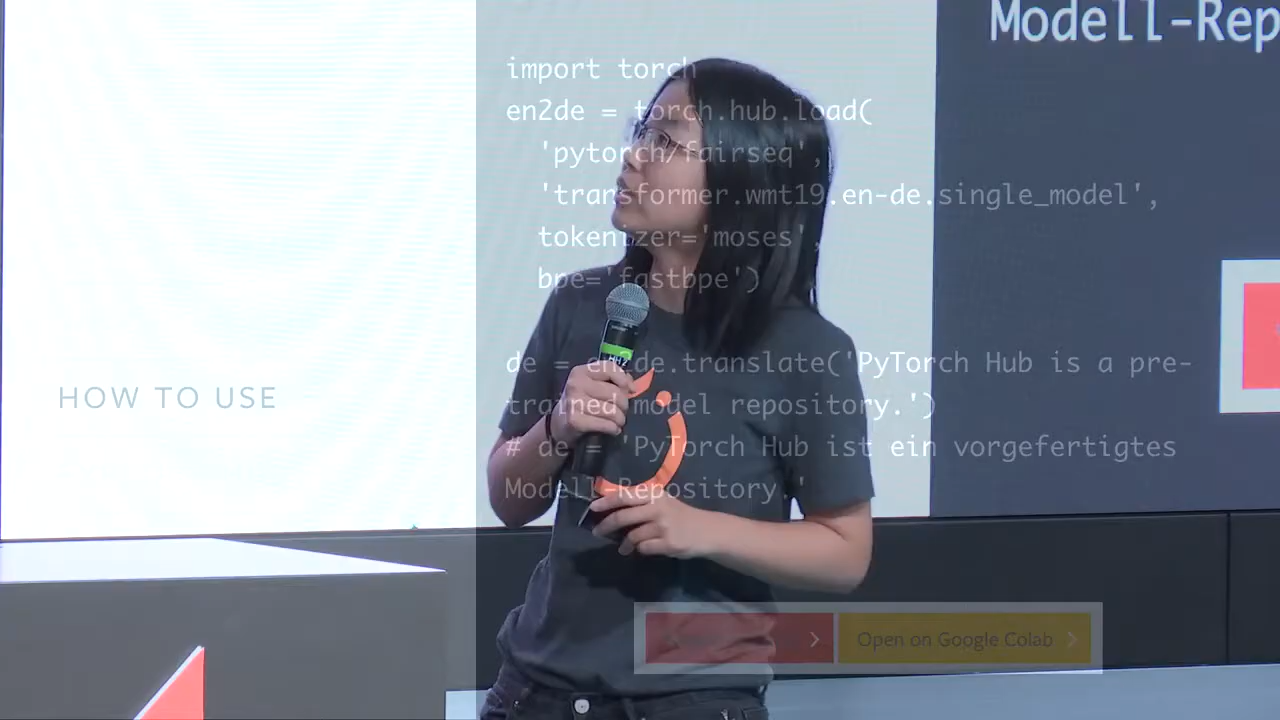 Modell-Rep
import torch
en2de = torch.hub.load(
'pytorch/fairseq',
'transformer.wmt19.en-de.single_model',
tokenizer='moses',
bpe='fastbpe')
de = en2de.translate('PyTorch Hub is a pre-
trained model repository.')
# de = 'PyTorch Hub ist ein vorgefertigtes
Modell-Repository.'
HOW TO USE
Open on Google Colab